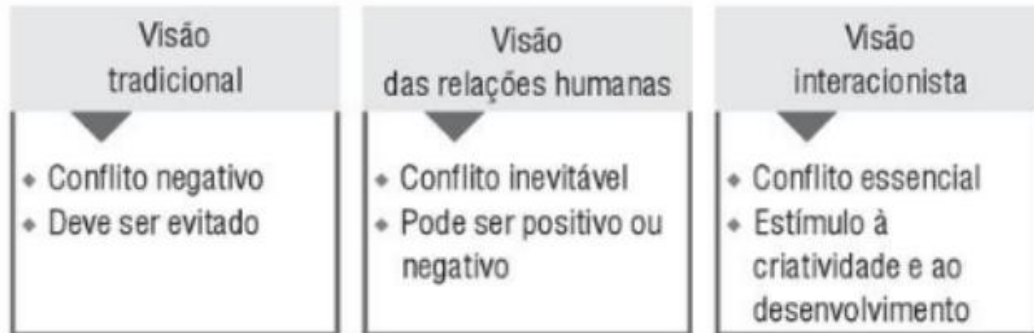 Visão
tradicional
◆ Conflito negativo
◆ Deve ser evitado
Visão
das relações humanas
◆ Conflito inevitável
◆ Pode ser positivo ou
negativo
Visão
interacionista
◆ Conflito essencial
◆ Estímulo à
criatividade e ao
desenvolvimento